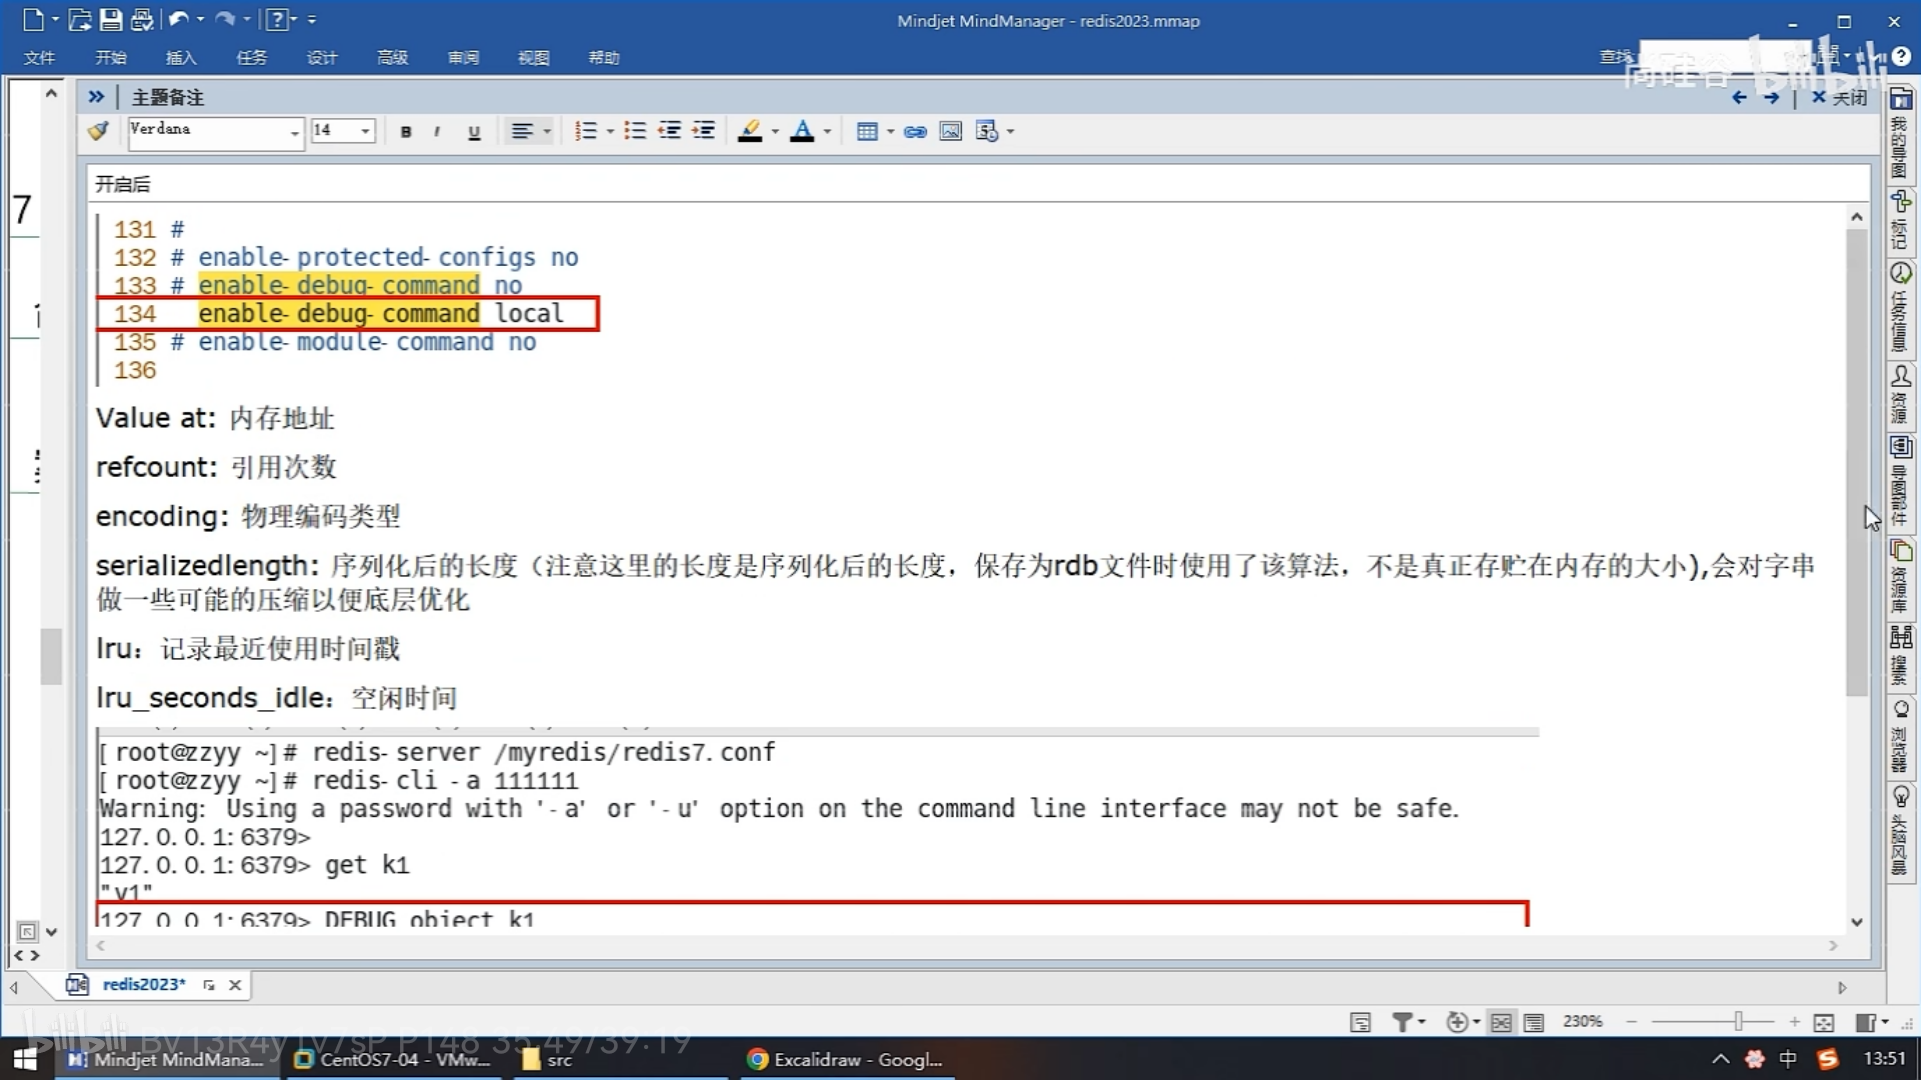 Mindjet MindManager - redis2023.mmap
文件 开始 插入 任务 设计 高级 审阅 视图 帮助 查找
尚硅谷 bilibili
主题备注 关闭
Verdana 14 B I U A
开启后
131 #
132 # enable-protected-configs no
133 # enable-debug-command no
134 enable-debug-command local
135 # enable-module-command no
136
Value at: 内存地址
refcount: 引用次数
encoding: 物理编码类型
serializedlength: 序列化后的长度（注意这里的长度是序列化后的长度，保存为rdb文件时使用了该算法，不是真正存贮在内存的大小),会对字串
做一些可能的压缩以便底层优化
lru：记录最近使用时间戳
lru_seconds_idle：空闲时间
[root@zzyy ~]# redis-server /myredis/redis7.conf
[root@zzyy ~]# redis-cli -a 111111
Warning: Using a password with '-a' or '-u' option on the command line interface may not be safe.
127.0.0.1:6379>
127.0.0.1:6379> get k1
"v1"
127.0.0.1:6379> DEBUG object k1
7
我的导图
标记
任务信息
资源
导图部件
资源库
搜索
浏览器
头脑风暴
redis2023*
230%
bilibili BV13R4y1v7sP P148 35:49/39:19
Mindjet MindMana... CentOS7-04 - VMw... src Excalidraw - Googl... 中 13:51